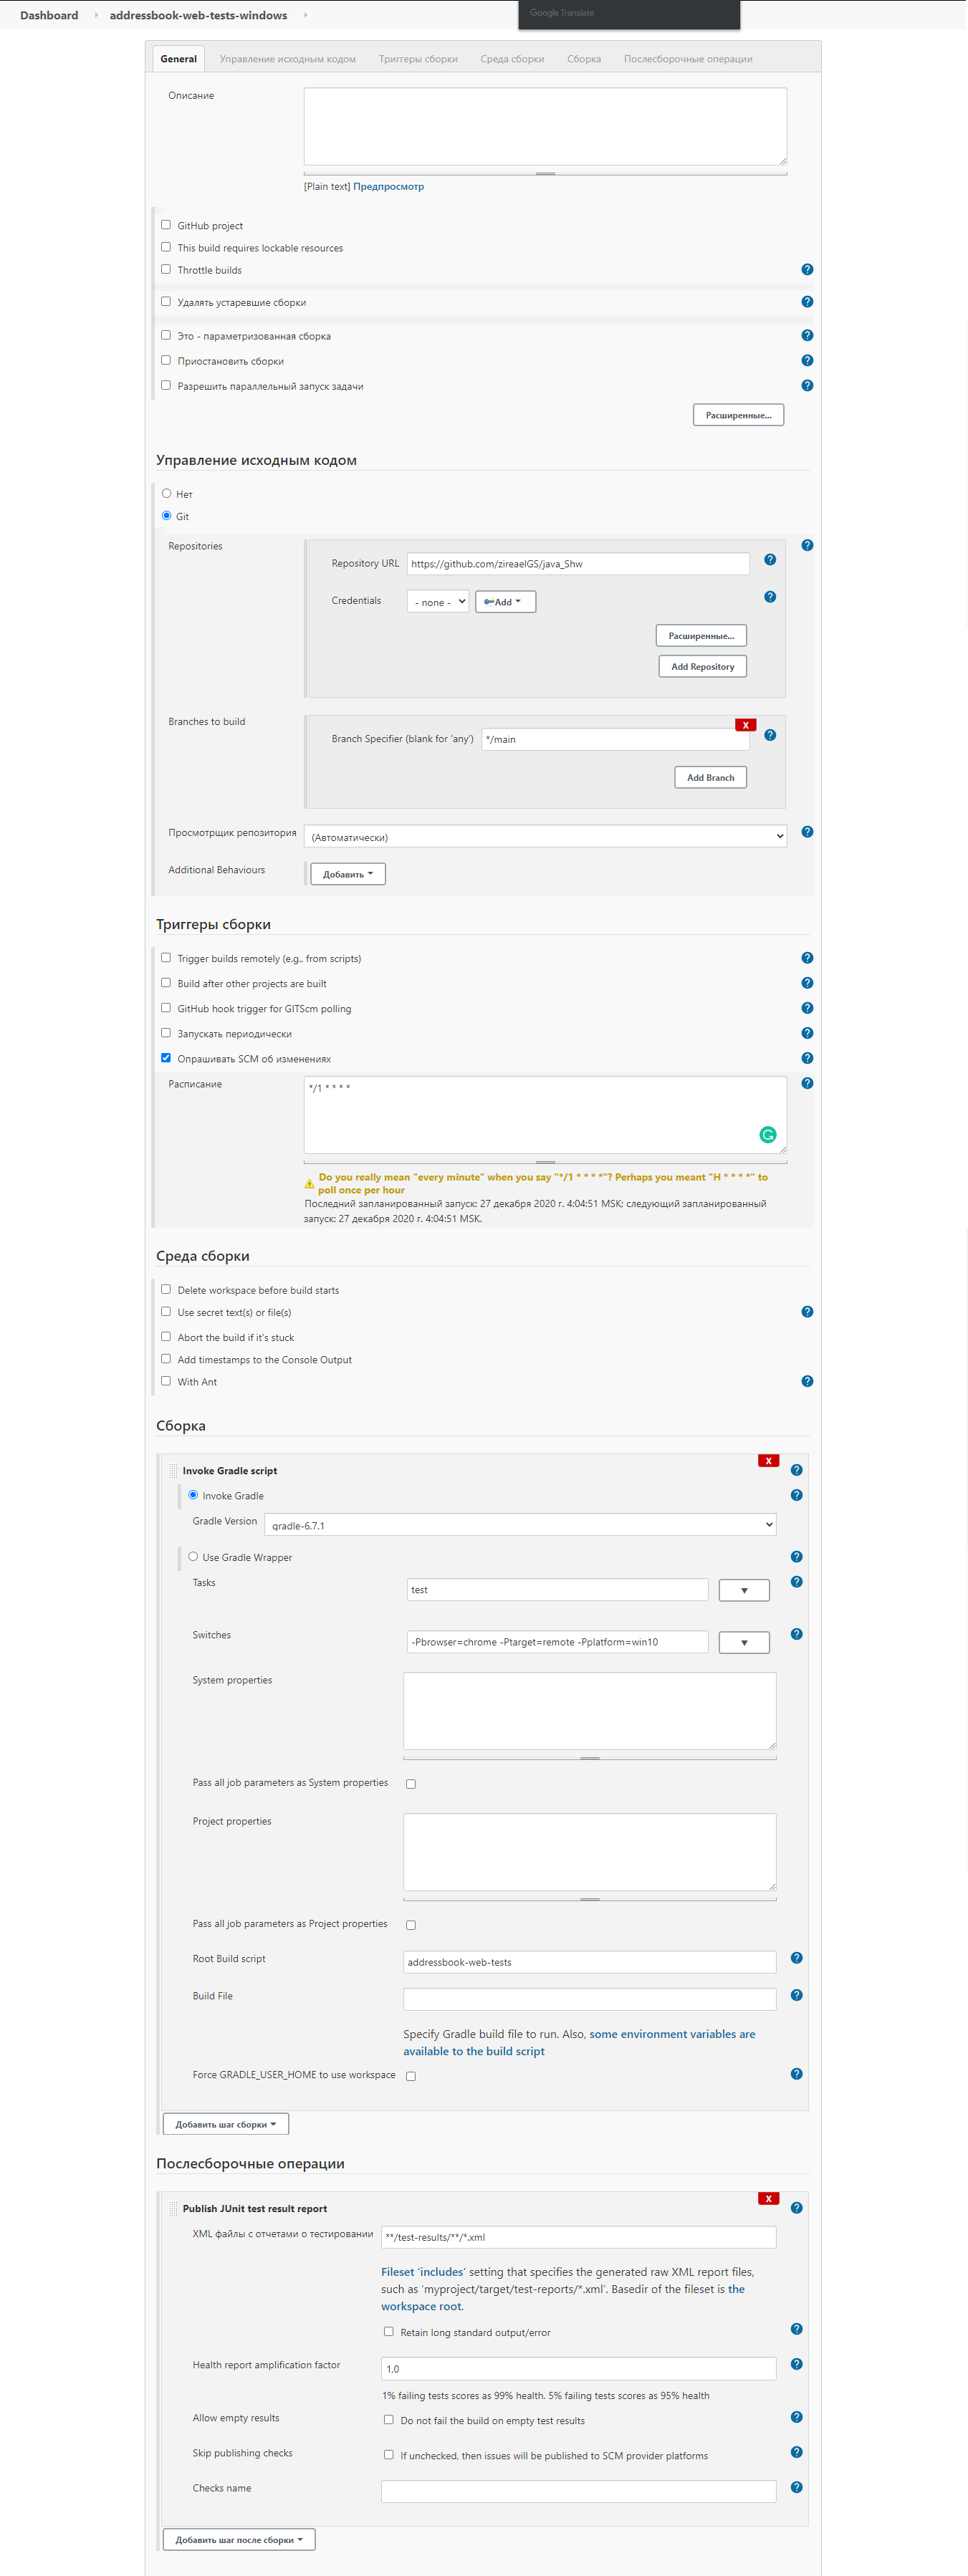 Dashboard
addressbook-web-tests-windows
Google Translate
General
Управление исходным кодом
Триггеры сборки
Среда сборки
Сборка
Послесборочные операции
Описание
[Plain text] Предпросмотр
GitHub project
This build requires lockable resources
Throttle builds
Удалять устаревшие сборки
Это - параметризованная сборка
Приостановить сборки
Разрешить параллельный запуск задачи
Расширенные...
Управление исходным кодом
Нет
Git
Repositories
Repository URL
https://github.com/zireaelGS/java_Shw
Credentials
- none -
Add
Расширенные...
Add Repository
Branches to build
X
Branch Specifier (blank for 'any')
*/main
Add Branch
Просмотрщик репозитория
(Автоматически)
Additional Behaviours
Добавить
Триггеры сборки
Trigger builds remotely (e.g., from scripts)
Build after other projects are built
GitHub hook trigger for GITScm polling
Запускать периодически
Опрашивать SCM об изменениях
Расписание
*/1 * * * *
Do you really mean "every minute" when you say "*/1 * * * *"? Perhaps you meant "H * * * *" to
poll once per hour
Последний запланированный запуск: 27 декабря 2020 г. 4:04:51 MSK; следующий запланированный
запуск: 27 декабря 2020 г. 4:04:51 MSK.
Среда сборки
Delete workspace before build starts
Use secret text(s) or file(s)
Abort the build if it's stuck
Add timestamps to the Console Output
With Ant
Сборка
X
Invoke Gradle script
Invoke Gradle
Gradle Version
gradle-6.7.1
Use Gradle Wrapper
Tasks
test
Switches
-Pbrowser=chrome -Ptarget=remote -Pplatform=win10
System properties
Pass all job parameters as System properties
Project properties
Pass all job parameters as Project properties
Root Build script
addressbook-web-tests
Build File
Specify Gradle build file to run. Also, some environment variables are
available to the build script
Force GRADLE_USER_HOME to use workspace
Добавить шаг сборки
Послесборочные операции
X
Publish JUnit test result report
XML файлы с отчетами о тестировании
**/test-results/**/*.xml
Fileset 'includes' setting that specifies the generated raw XML report files,
such as 'myproject/target/test-reports/*.xml'. Basedir of the fileset is the
workspace root.
Retain long standard output/error
Health report amplification factor
1.0
1% failing tests scores as 99% health. 5% failing tests scores as 95% health
Allow empty results
Do not fail the build on empty test results
Skip publishing checks
If unchecked, then issues will be published to SCM provider platforms
Checks name
Добавить шаг после сборки